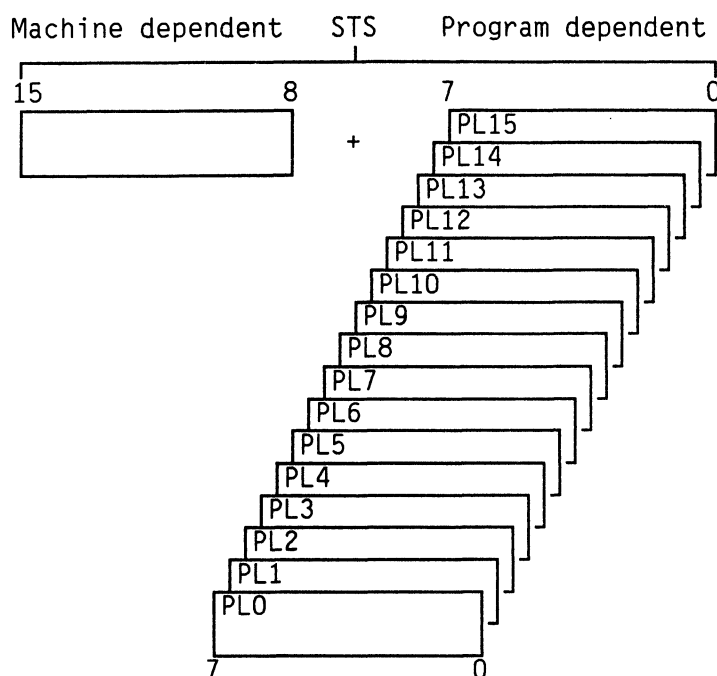 Machine dependent STS Program dependent
15 8 7 0
+
PL15
PL14
PL13
PL12
PL11
PL10
PL9
PL8
PL7
PL6
PL5
PL4
PL3
PL2
PL1
PL0
7 0